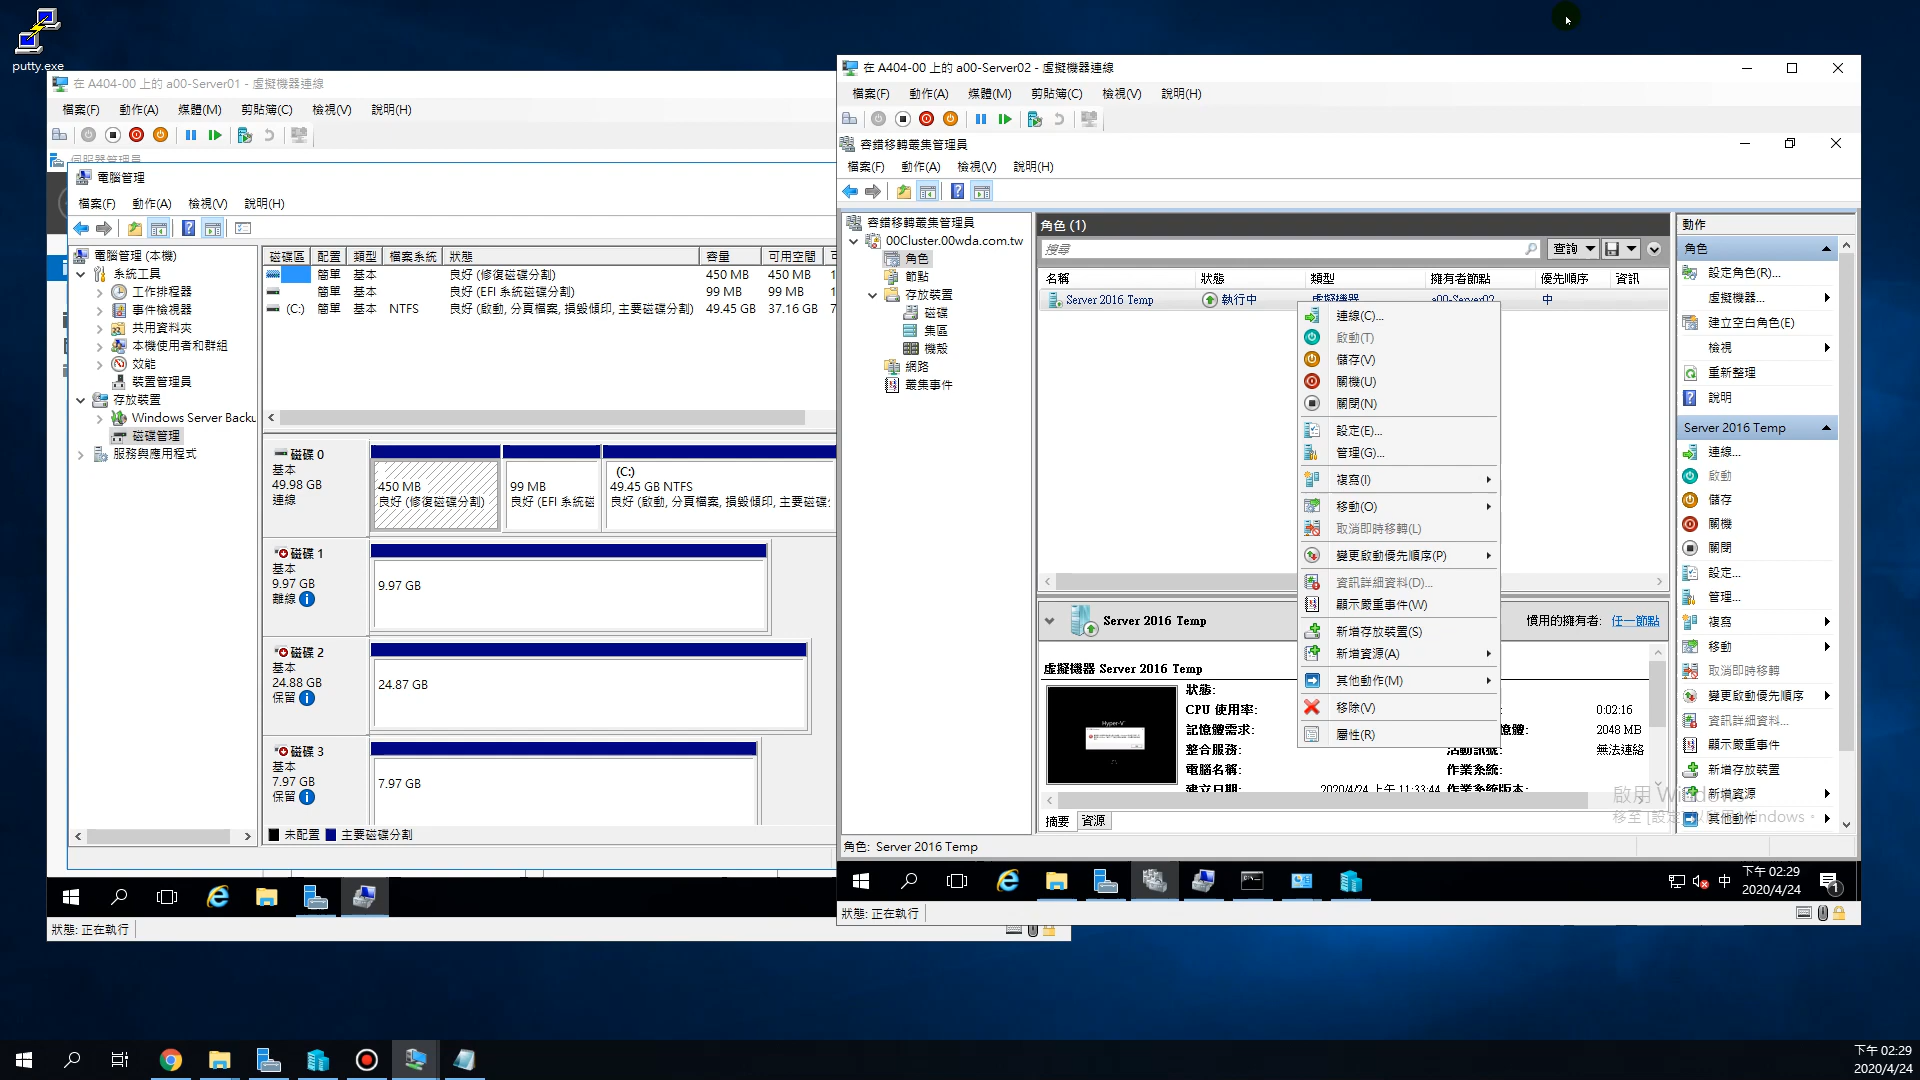 putty.exe
在 A404-00 上的 a00-Server01 - 虛擬機器連線
檔案(F) 動作(A) 媒體(M) 剪貼簿(C) 檢視(V) 說明(H)
伺服器管理員
電腦管理
檔案(F) 動作(A) 檢視(V) 說明(H)
電腦管理 (本機)
系統工具
工作排程器
事件檢視器
共用資料夾
本機使用者和群組
效能
裝置管理員
存放裝置
Windows Server Backu
磁碟管理
服務與應用程式
磁碟區 配置 類型 檔案系統 狀態 容量 可用空間
簡單 基本 良好 (修復磁碟分割) 450 MB 450 MB
簡單 基本 良好 (EFI 系統磁碟分割) 99 MB 99 MB
(C:) 簡單 基本 NTFS 良好 (啟動, 分頁檔案, 損毀傾印, 主要磁碟分割) 49.45 GB 37.16 GB
磁碟 0
基本
49.98 GB
連線
450 MB
良好 (修復磁碟分割)
99 MB
良好 (EFI 系統磁
(C:)
49.45 GB NTFS
良好 (啟動, 分頁檔案, 損毀傾印, 主要磁碟
磁碟 1
基本
9.97 GB
離線
9.97 GB
磁碟 2
基本
24.88 GB
保留
24.87 GB
磁碟 3
基本
7.97 GB
保留
7.97 GB
未配置 主要磁碟分割
狀態: 正在執行
在 A404-00 上的 a00-Server02 - 虛擬機器連線
檔案(F) 動作(A) 媒體(M) 剪貼簿(C) 檢視(V) 說明(H)
容錯移轉叢集管理員
檔案(F) 動作(A) 檢視(V) 說明(H)
容錯移轉叢集管理員
00Cluster.00wda.com.tw
角色
節點
存放裝置
磁碟
集區
機殼
網路
叢集事件
角色 (1)
搜尋 查詢
名稱 狀態 類型 擁有者節點 優先順序 資訊
Server 2016 Temp 執行中 虛擬機器 a00-Server02 中
連線(C)...
啟動(T)
儲存(V)
關機(U)
關閉(N)
設定(E)...
管理(G)...
複寫(I)
移動(O)
取消即時移轉(L)
變更啟動優先順序(P)
資訊詳細資料(D)...
顯示嚴重事件(W)
新增存放裝置(S)
新增資源(A)
其他動作(M)
移除(V)
屬性(R)
Server 2016 Temp 慣用的擁有者: 任一節點
虛擬機器 Server 2016 Temp
Hyper-V
狀態:
CPU 使用率: 0:02:16
記憶體需求: 2048 MB
整合服務: 無法連絡
電腦名稱: 作業系統:
建立日期: 2020/4/24 上午 11:33:44 作業系統版本:
摘要 資源
角色: Server 2016 Temp
動作
角色
設定角色(R)...
虛擬機器...
建立空白角色(E)
檢視
重新整理
說明
Server 2016 Temp
連線...
啟動
儲存
關機
關閉
設定...
管理...
複寫
移動
取消即時移轉
變更啟動優先順序
資訊詳細資料...
顯示嚴重事件
新增存放裝置
新增資源
其他動作
啟用 Windows
中 下午 02:29
2020/4/24
1
狀態: 正在執行
下午 02:29
2020/4/24